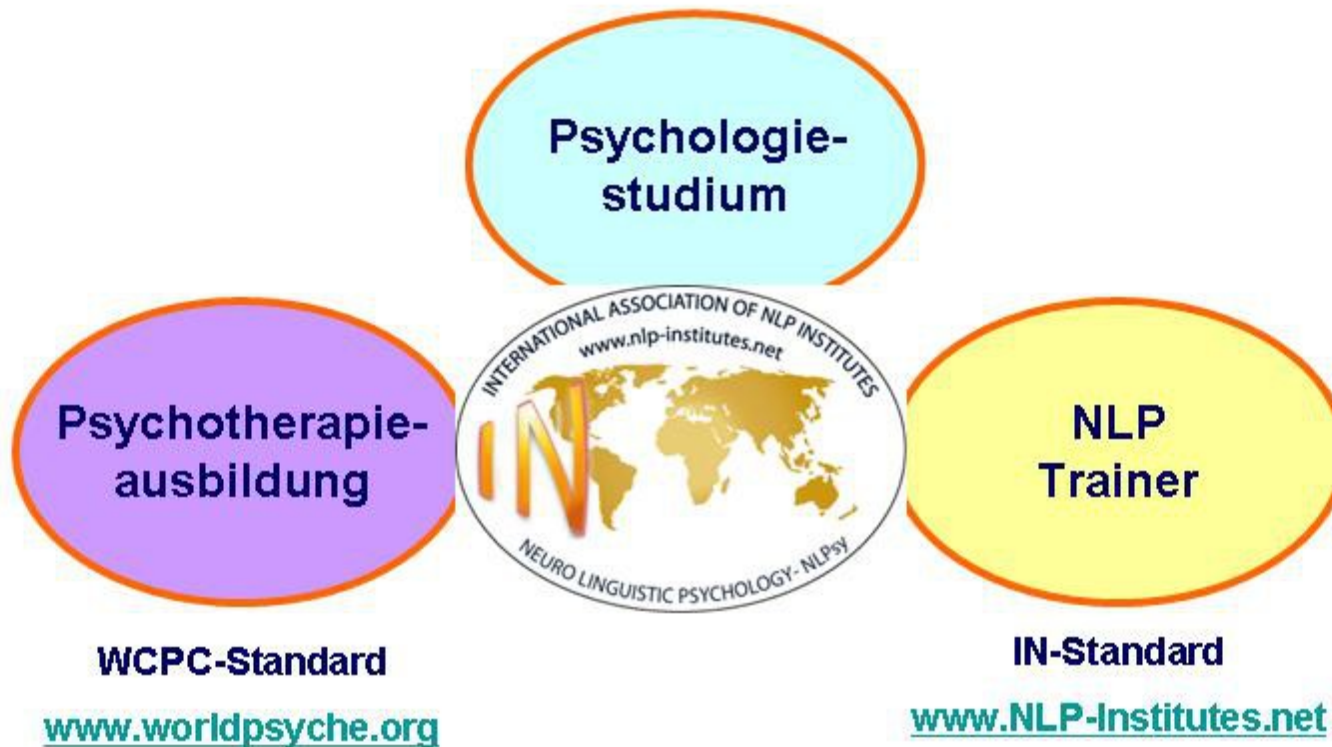 Psychologie-
studium
INTERNATIONAL ASSOCIATION OF NLP INSTITUTES
www.nlp-institutes.net
IN
NEURO LINGUISTIC PSYCHOLOGY- NLPsy
Psychotherapie-
ausbildung
NLP
Trainer
WCPC-Standard
www.worldpsyche.org
IN-Standard
www.NLP-Institutes.net